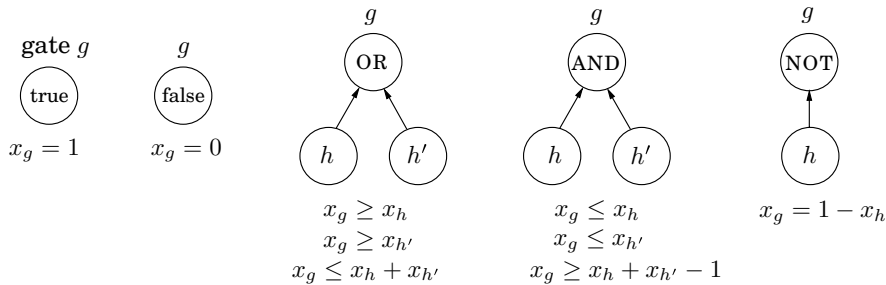 gate g
true
x_g = 1
g
false
x_g = 0
g
OR
h
h′
x_g ≥ x_h
x_g ≥ x_h′
x_g ≤ x_h + x_h′
g
AND
h
h′
x_g ≤ x_h
x_g ≤ x_h′
x_g ≥ x_h + x_h′ − 1
g
NOT
h
x_g = 1 − x_h